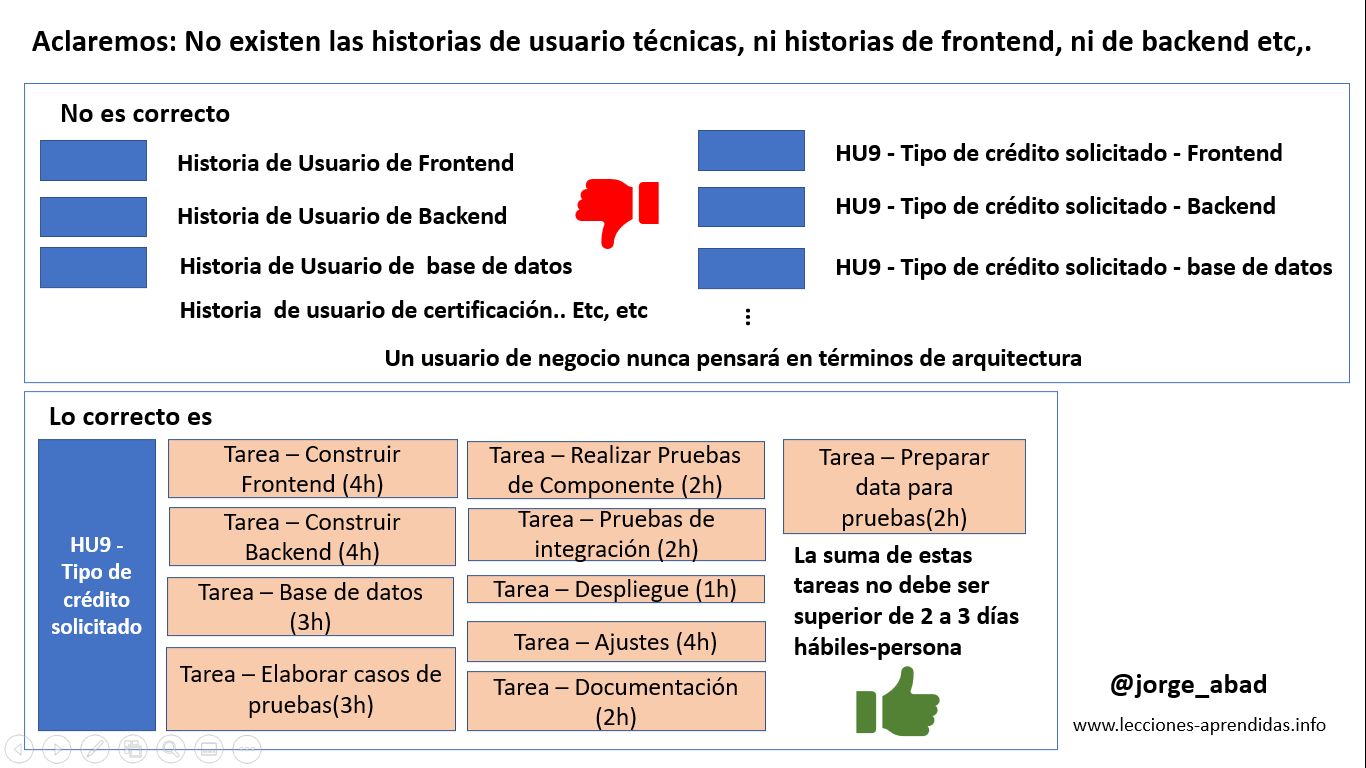 Aclaremos: No existen las historias de usuario técnicas, ni historias de frontend, ni de backend etc,.
No es correcto
Historia de Usuario de Frontend
Historia de Usuario de Backend
Historia de Usuario de  base de datos
Historia  de usuario de certificación.. Etc, etc
HU9 - Tipo de crédito solicitado - Frontend
HU9 - Tipo de crédito solicitado - Backend
HU9 - Tipo de crédito solicitado - base de datos
Un usuario de negocio nunca pensará en términos de arquitectura
Lo correcto es
HU9 -
Tipo de
crédito
solicitado
Tarea – Construir
Frontend (4h)
Tarea – Construir
Backend (4h)
Tarea – Base de datos
(3h)
Tarea – Elaborar casos de
pruebas(3h)
Tarea – Realizar Pruebas
de Componente (2h)
Tarea – Pruebas de
integración (2h)
Tarea – Despliegue (1h)
Tarea – Ajustes (4h)
Tarea – Documentación
(2h)
Tarea – Preparar
data para
pruebas(2h)
La suma de estas
tareas no debe ser
superior de 2 a 3 días
hábiles-persona
@jorge_abad
www.lecciones-aprendidas.info